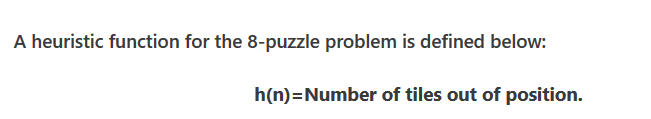 A heuristic function for the 8-puzzle problem is defined below:
h(n)=Number of tiles out of position.